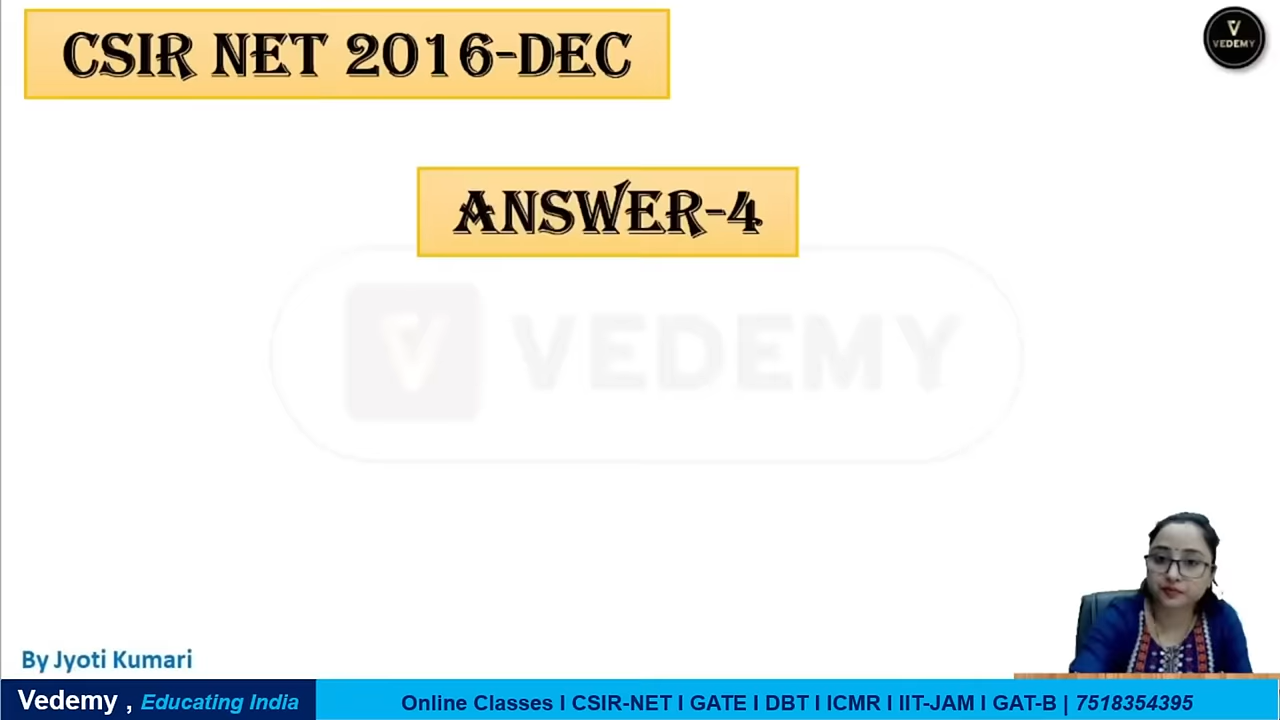 CSIR NET 2016-DEC
V
VEDEMY
ANSWER-4
VEDEMY
By Jyoti Kumari
Vedemy , Educating India
Online Classes I CSIR-NET I GATE I DBT I ICMR I IIT-JAM I GAT-B | 7518354395